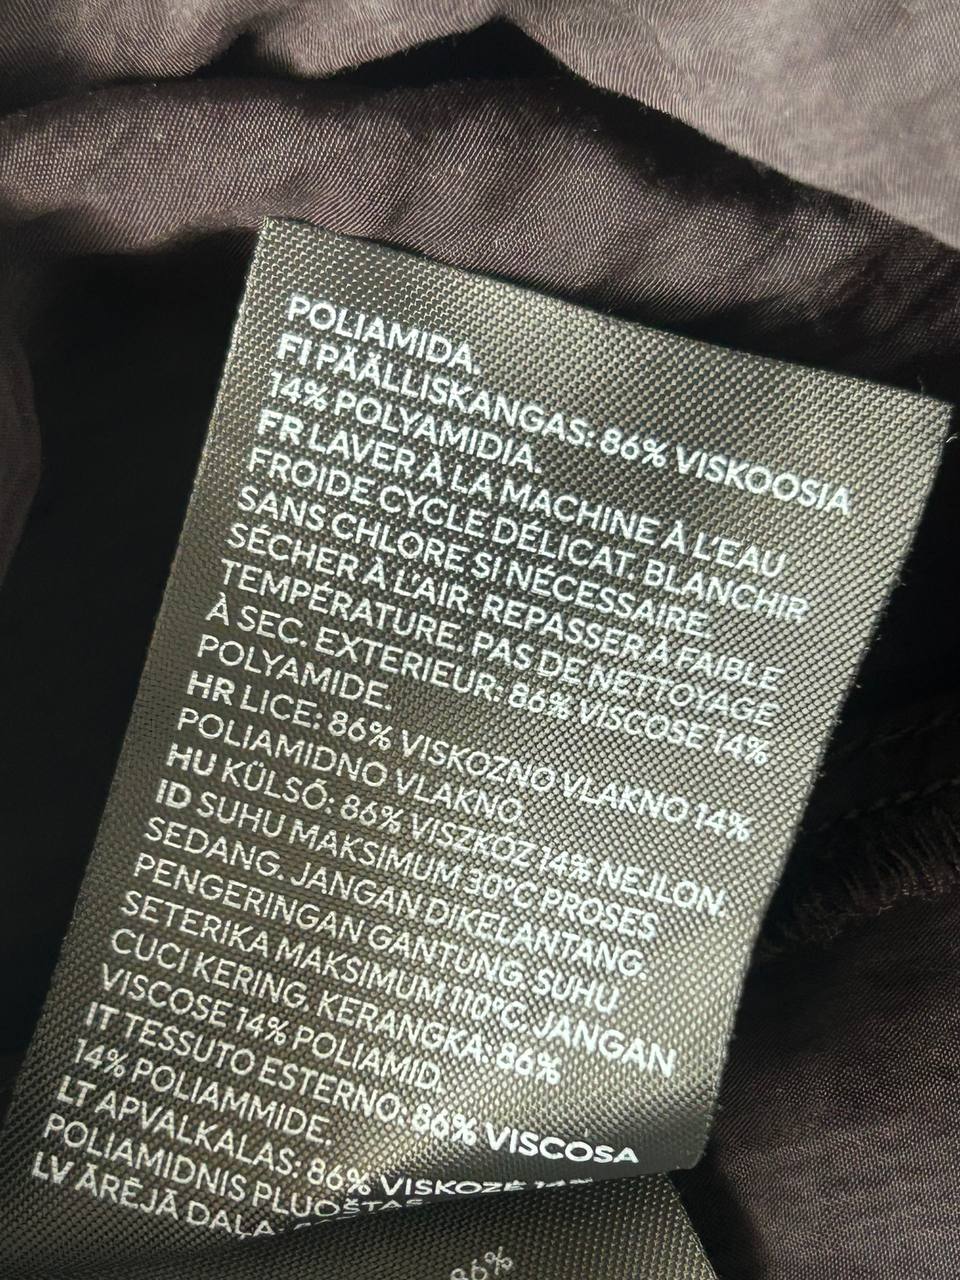 POLIAMIDA.
FI PÄÄLLISKANGAS: 86% VISKOOSIA
14% POLYAMIDIA.
FR LAVER À LA MACHINE À L'EAU
FROIDE CYCLE DÉLICAT. BLANCHIR
SANS CHLORE SI NÉCESSAIRE.
SÉCHER À L'AIR. REPASSER À FAIBLE
TEMPÉRATURE. PAS DE NETTOYAGE
À SEC. EXTERIEUR: 86% VISCOSE 14%
POLYAMIDE.
HR LICE: 86% VISKOZNO VLAKNO 14%
POLIAMIDNO VLAKNO.
HU KÜLSŐ: 86% VISZKÓZ 14% NEJLON.
ID SUHU MAKSIMUM 30°C PROSES
SEDANG. JANGAN DIKELANTANG.
PENGERINGAN GANTUNG. SUHU
SETERIKA MAKSIMUM 110°C. JANGAN
CUCI KERING. KERANGKA: 86%
VISCOSE 14% POLIAMID.
IT TESSUTO ESTERNO: 86% VISCOSA
14% POLIAMMIDE.
LT APVALKALAS: 86% VISKOZĖ 14%
POLIAMIDNIS PLUOŠTAS
LV ĀRĒJĀ DAĻA
86%